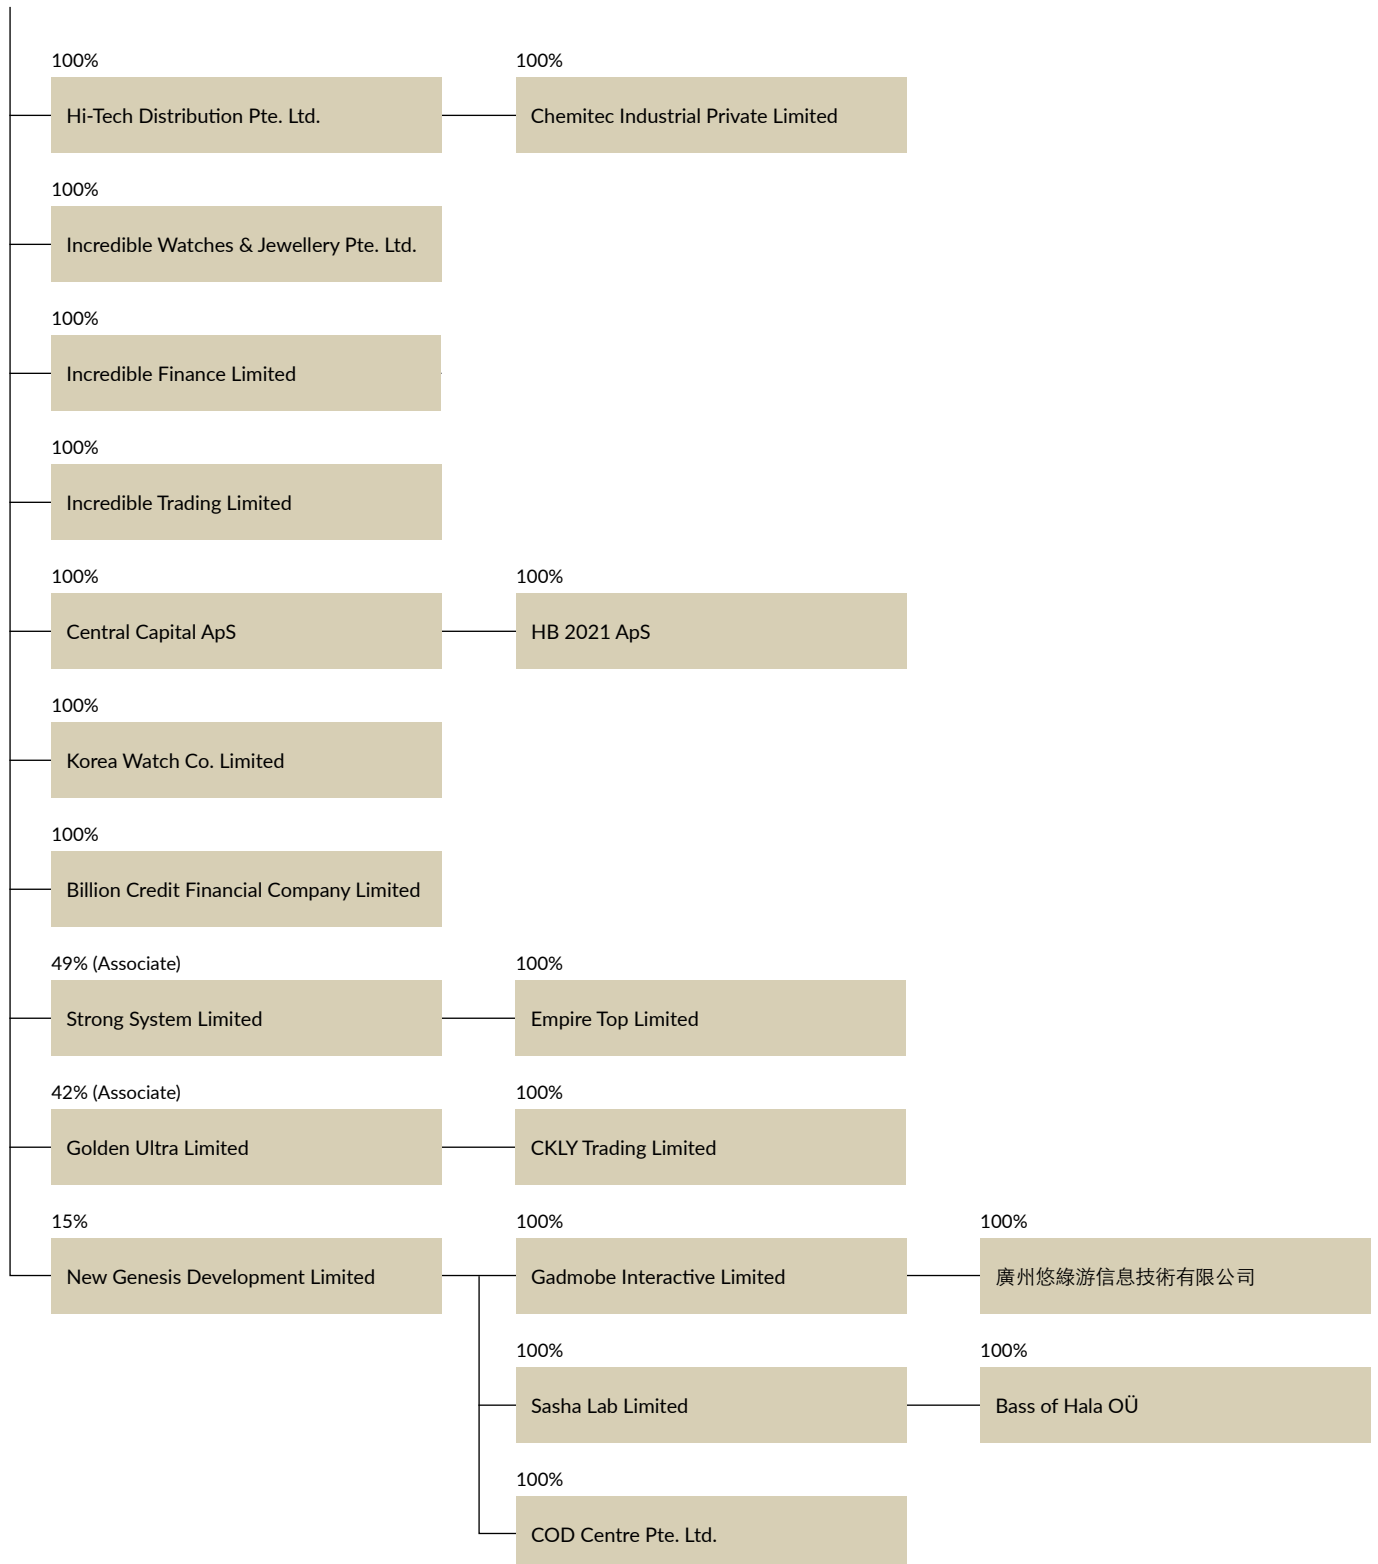 100%
100%
Hi-Tech Distribution Pte. Ltd.
Chemitec Industrial Private Limited
100%
Incredible Watches & Jewellery Pte. Ltd.
100%
Incredible Finance Limited
100%
Incredible Trading Limited
100%
100%
Central Capital ApS
HB 2021 ApS
100%
Korea Watch Co. Limited
100%
Billion Credit Financial Company Limited
49% (Associate)
100%
Strong System Limited
Empire Top Limited
42% (Associate)
100%
Golden Ultra Limited
CKLY Trading Limited
15%
100%
100%
New Genesis Development Limited
Gadmobe Interactive Limited
廣州悠綠游信息技術有限公司
100%
100%
Sasha Lab Limited
Bass of Hala OÜ
100%
COD Centre Pte. Ltd.